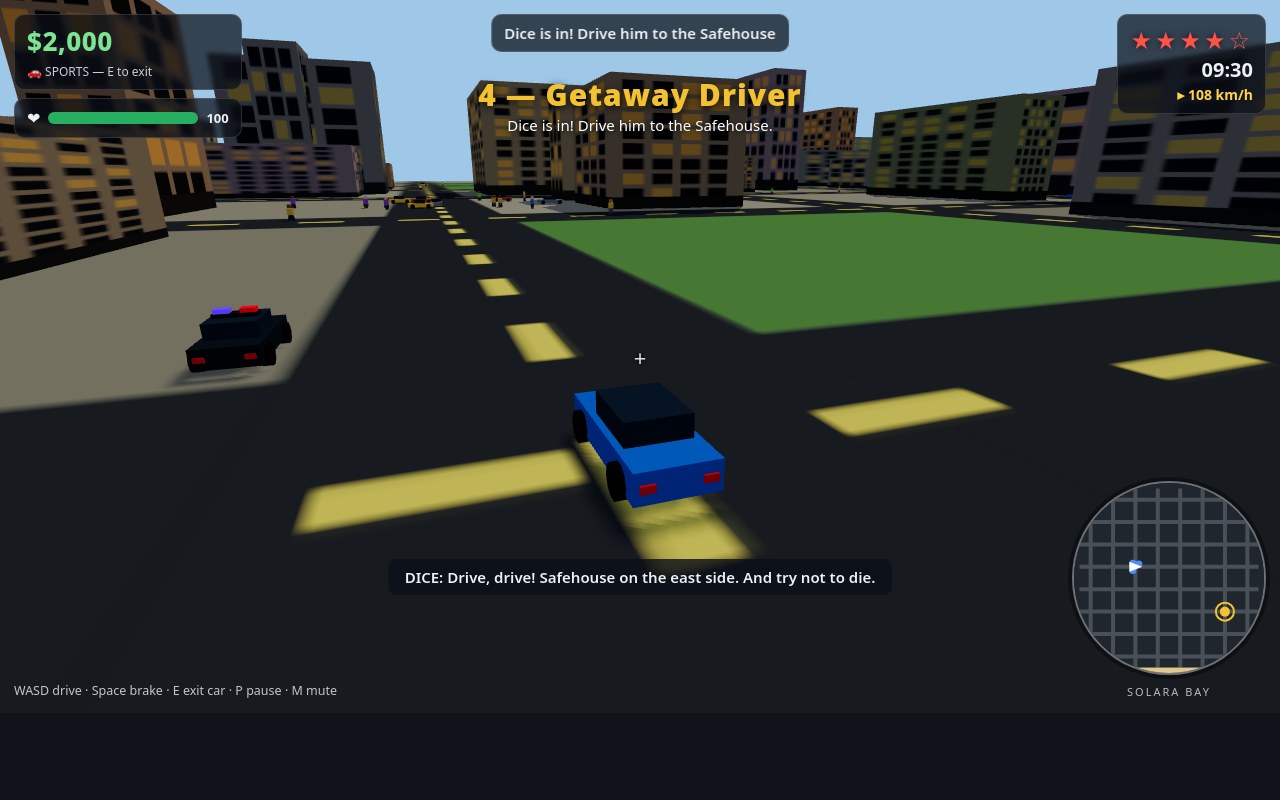 $2,000
🚗 SPORTS — E to exit
❤ 100
Dice is in! Drive him to the Safehouse
4 — Getaway Driver
Dice is in! Drive him to the Safehouse.
★★★★☆
09:30
▸ 108 km/h
DICE: Drive, drive! Safehouse on the east side. And try not to die.
WASD drive · Space brake · E exit car · P pause · M mute
SOLARA BAY